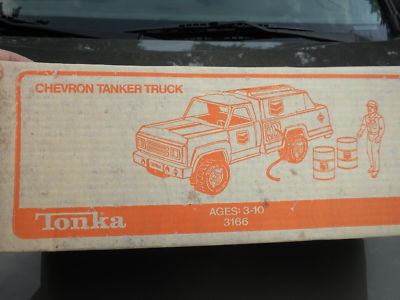 CHEVRON TANKER TRUCK
Tonka
AGES: 3-10
3166